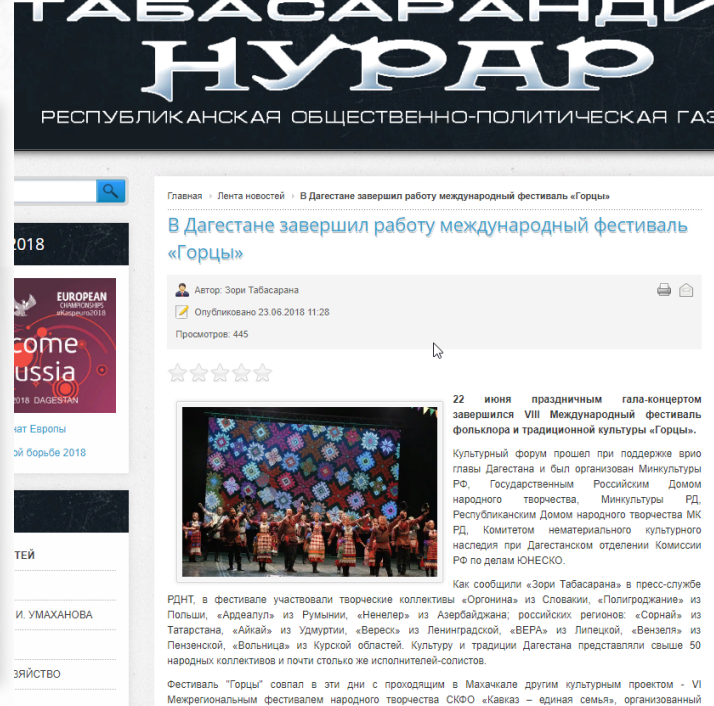 ТАБАСАРАНДИ
НУРАР
РЕСПУБЛИКАНСКАЯ ОБЩЕСТВЕННО-ПОЛИТИЧЕСКАЯ ГАЗ
Главная
Лента новостей
В Дагестане завершил работу международный фестиваль «Горцы»
2018
EUROPEAN
CHAMPIONSHIPS
vKaspeuro2018
come
ussia
2018 DAGESTAN
нат Европы
ой борьбе 2018
ТЕЙ
И. УМАХАНОВА
ЗЯЙСТВО
В Дагестане завершил работу международный фестиваль
«Горцы»
Автор: Зори Табасарана
Опубликовано 23.06.2018 11:28
Просмотров: 445
22 июня праздничным гала-концертом
завершился VIII Международный фестиваль
фольклора и традиционной культуры «Горцы».
Культурный форум прошел при поддержке врио
главы Дагестана и был организован Минкультуры
РФ, Государственным Российским Домом
народного творчества, Минкультуры РД,
Республиканским Домом народного творчества МК
РД, Комитетом нематериального культурного
наследия при Дагестанском отделении Комиссии
РФ по делам ЮНЕСКО.
Как сообщили «Зори Табасарана» в пресс-службе
РДНТ, в фестивале участвовали творческие коллективы «Оргонина» из Словакии, «Полигроджание» из
Польши, «Ардеалул» из Румынии, «Ненелер» из Азербайджана; российских регионов: «Сорнай» из
Татарстана, «Айкай» из Удмуртии, «Вереск» из Ленинградской, «ВЕРА» из Липецкой, «Вензеля» из
Пензенской, «Вольница» из Курской областей. Культуру и традиции Дагестана представляли свыше 50
народных коллективов и почти столько же исполнителей-солистов.
Фестиваль "Горцы" совпал в эти дни с проходящим в Махачкале другим культурным проектом - VI
Межрегиональным фестивалем народного творчества СКФО «Кавказ – единая семья», организованный